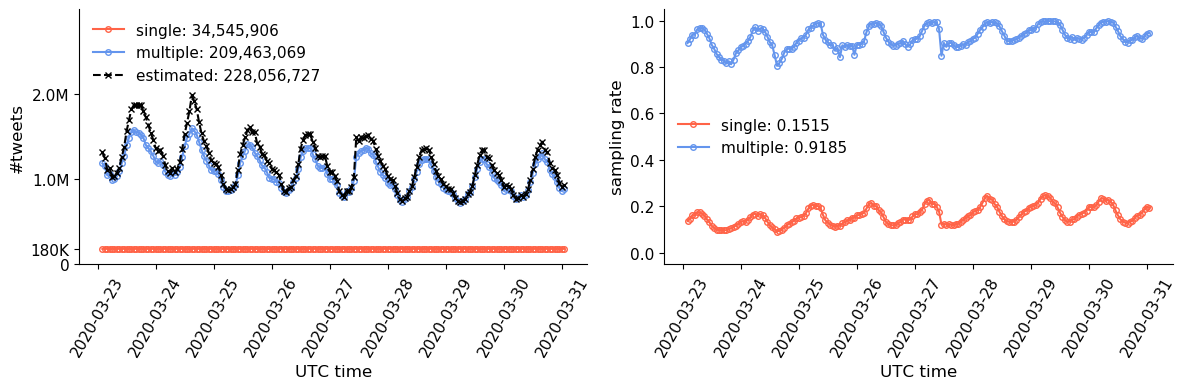 single: 34,545,906
multiple: 209,463,069
estimated: 228,056,727
#tweets
2.0M
1.0M
180K
0
2020-03-23
2020-03-24
2020-03-25
2020-03-26
2020-03-27
2020-03-28
2020-03-29
2020-03-30
2020-03-31
UTC time
sampling rate
1.0
0.8
0.6
0.4
0.2
0.0
single: 0.1515
multiple: 0.9185
2020-03-23
2020-03-24
2020-03-25
2020-03-26
2020-03-27
2020-03-28
2020-03-29
2020-03-30
2020-03-31
UTC time